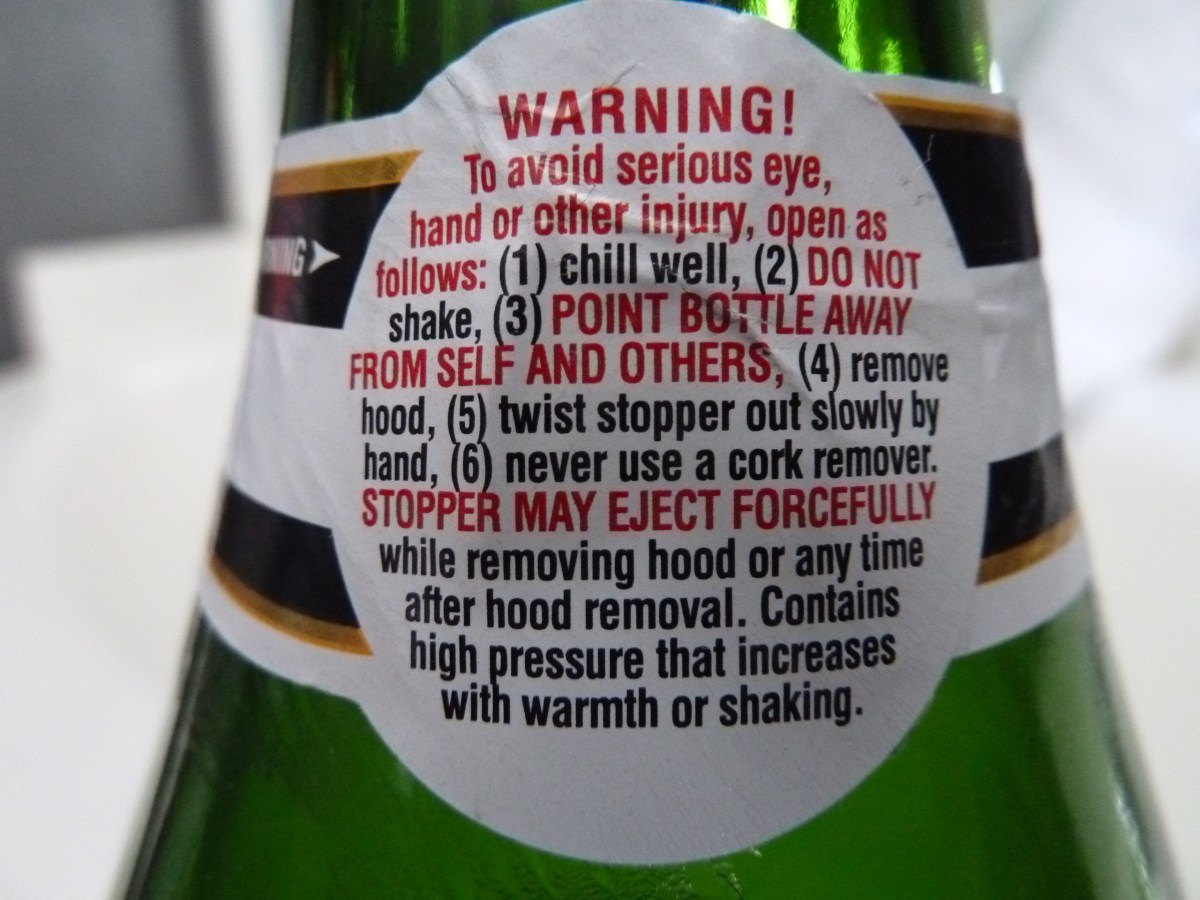 WARNING!
To avoid serious eye,
hand or other injury, open as
follows: (1) chill well, (2) DO NOT
shake, (3) POINT BOTTLE AWAY
FROM SELF AND OTHERS, (4) remove
hood, (5) twist stopper out slowly by
hand, (6) never use a cork remover.
STOPPER MAY EJECT FORCEFULLY
while removing hood or any time
after hood removal. Contains
high pressure that increases
with warmth or shaking.